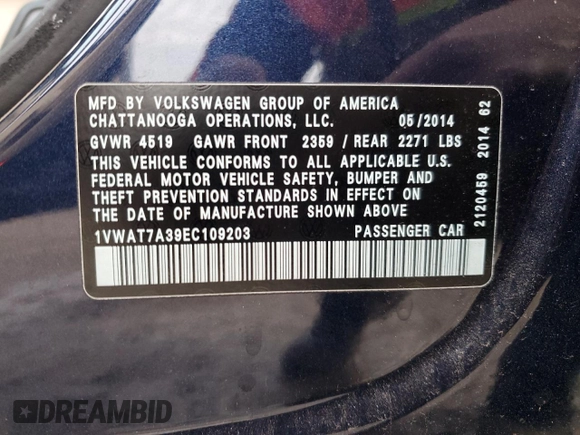 MFD BY VOLKSWAGEN GROUP OF AMERICA
CHATTANOOGA OPERATIONS, LLC. 05/2014
GVWR 4519 GAWR FRONT 2359 / REAR 2271 LBS
THIS VEHICLE CONFORMS TO ALL APPLICABLE U.S.
FEDERAL MOTOR VEHICLE SAFETY, BUMPER AND
THEFT PREVENTION STANDARDS IN EFFECT ON
THE DATE OF MANUFACTURE SHOWN ABOVE
1VWAT7A39EC109203 PASSENGER CAR
2120459 2014 62
DREAMBID